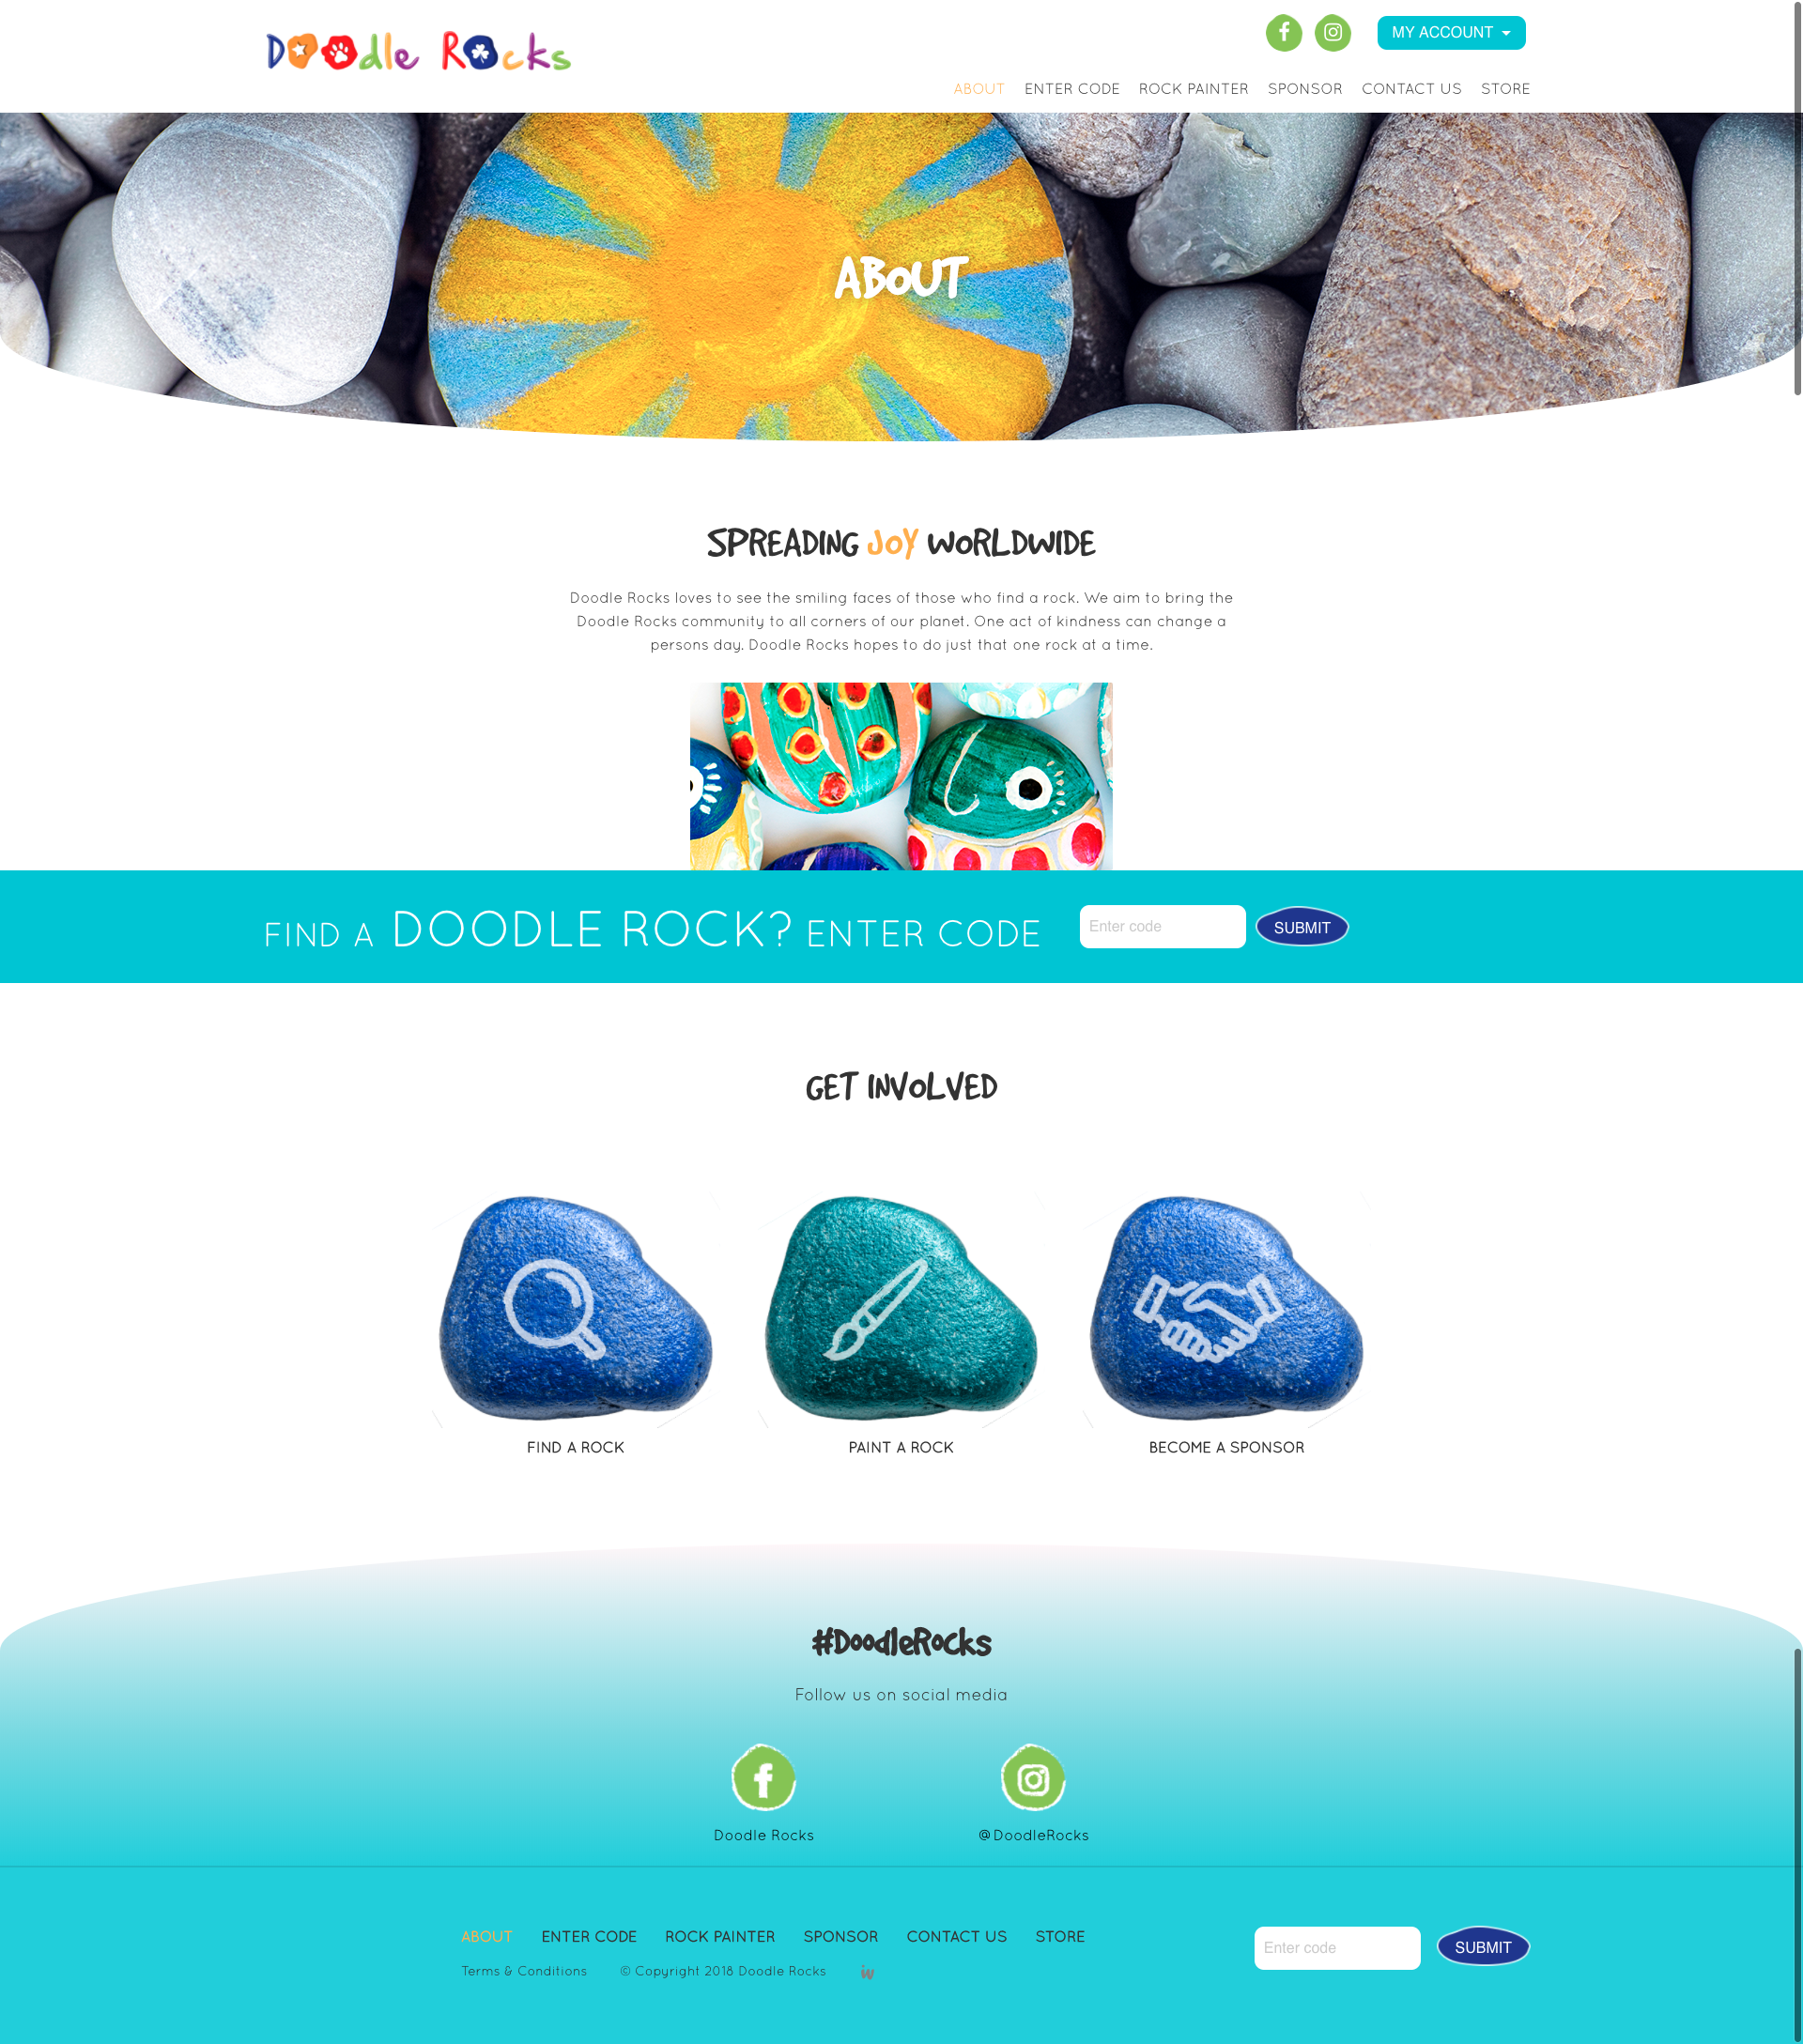 Doodle Rocks
MY ACCOUNT
ABOUT ENTER CODE ROCK PAINTER SPONSOR CONTACT US STORE
ABOUT
SPREADING JOY WORLDWIDE
Doodle Rocks loves to see the smiling faces of those who find a rock. We aim to bring the
Doodle Rocks community to all corners of our planet. One act of kindness can change a
persons day. Doodle Rocks hopes to do just that one rock at a time.
FIND A DOODLE ROCK? ENTER CODE Enter code SUBMIT
GET INVOLVED
FIND A ROCK PAINT A ROCK BECOME A SPONSOR
#DoodleRocks
Follow us on social media
Doodle Rocks @DoodleRocks
ABOUT ENTER CODE ROCK PAINTER SPONSOR CONTACT US STORE Enter code SUBMIT
Terms & Conditions © Copyright 2018 Doodle Rocks iw